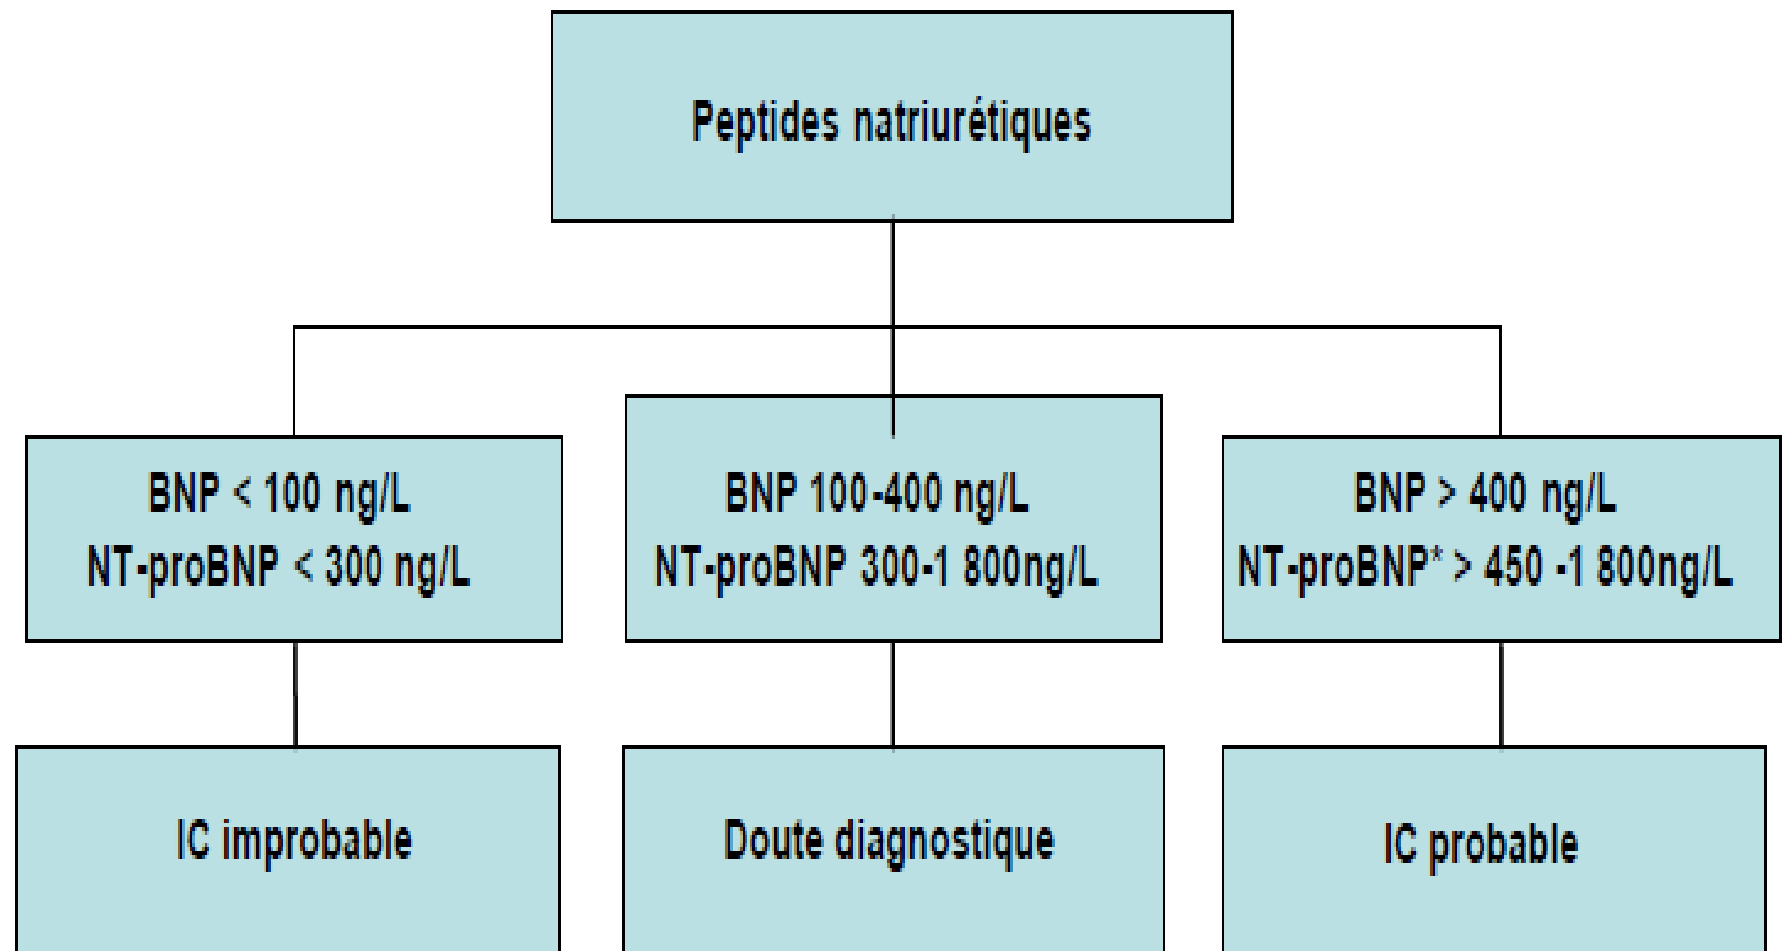 Peptides natriurétiques
BNP < 100 ng/L
NT-proBNP < 300 ng/L
BNP 100-400 ng/L
NT-proBNP 300-1 800ng/L
BNP > 400 ng/L
NT-proBNP* > 450 -1 800ng/L
IC improbable
Doute diagnostique
IC probable